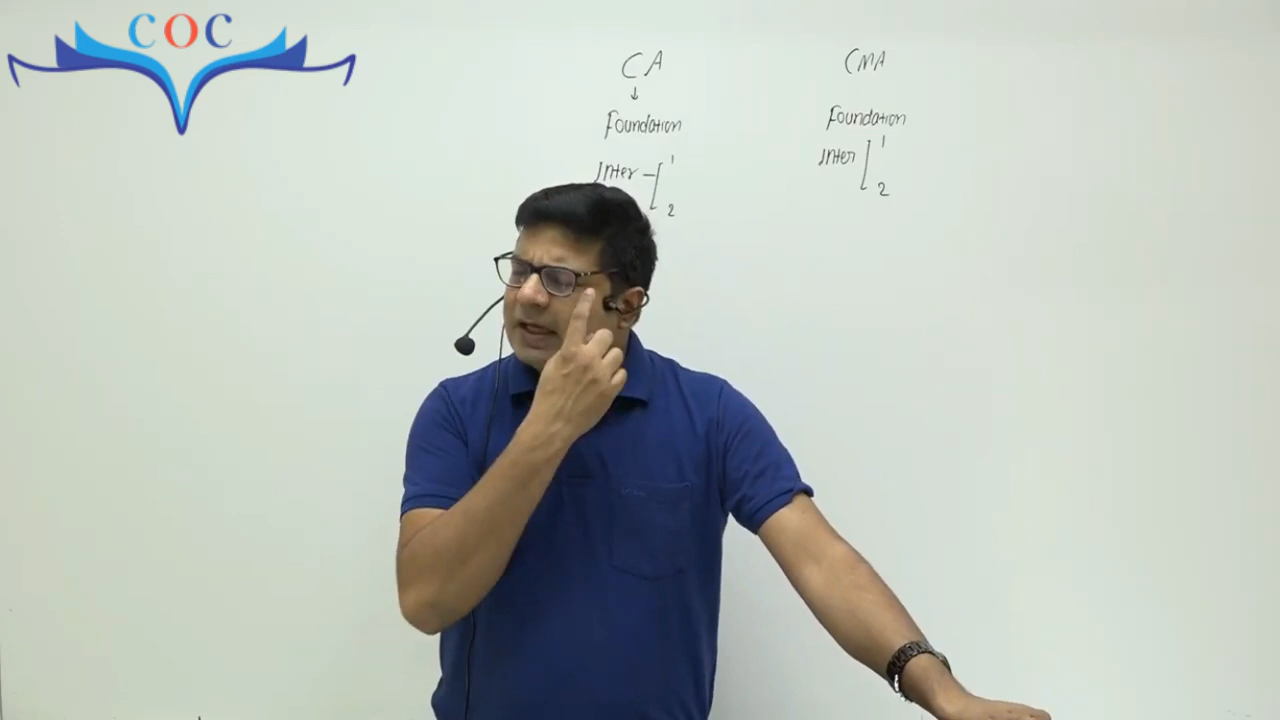 COC
CA
↓
Foundation
Inter - [ 1
2
CMA
Foundation
Inter [ 1
2